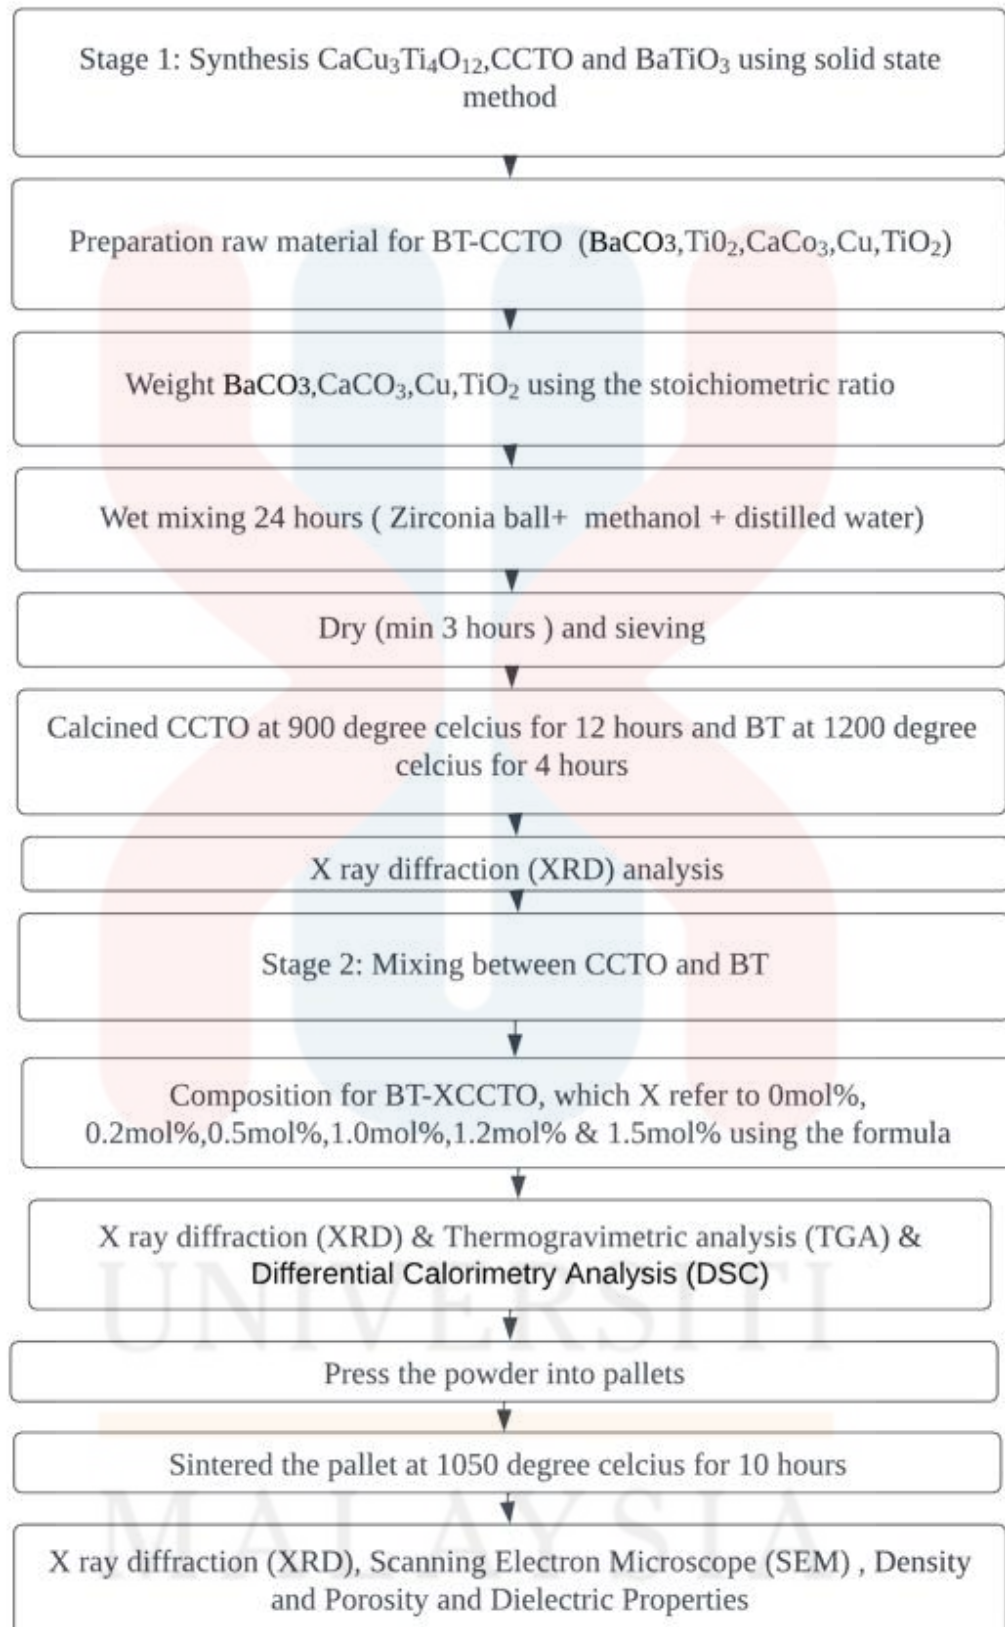 Stage 1: Synthesis CaCu₃Ti₄O₁₂,CCTO and BaTiO₃ using solid state
method
Preparation raw material for BT-CCTO (BaCO3,Ti0₂,CaCo₃,Cu,TiO₂)
Weight BaCO3,CaCO₃,Cu,TiO₂ using the stoichiometric ratio
Wet mixing 24 hours ( Zirconia ball+ methanol + distilled water)
Dry (min 3 hours ) and sieving
Calcined CCTO at 900 degree celcius for 12 hours and BT at 1200 degree
celcius for 4 hours
X ray diffraction (XRD) analysis
Stage 2: Mixing between CCTO and BT
Composition for BT-XCCTO, which X refer to 0mol%,
0.2mol%,0.5mol%,1.0mol%,1.2mol% & 1.5mol% using the formula
X ray diffraction (XRD) & Thermogravimetric analysis (TGA) &
Differential Calorimetry Analysis (DSC)
UNIVERSITI
Press the powder into pallets
Sintered the pallet at 1050 degree celcius for 10 hours
MALAYSIA
X ray diffraction (XRD), Scanning Electron Microscope (SEM) , Density
and Porosity and Dielectric Properties